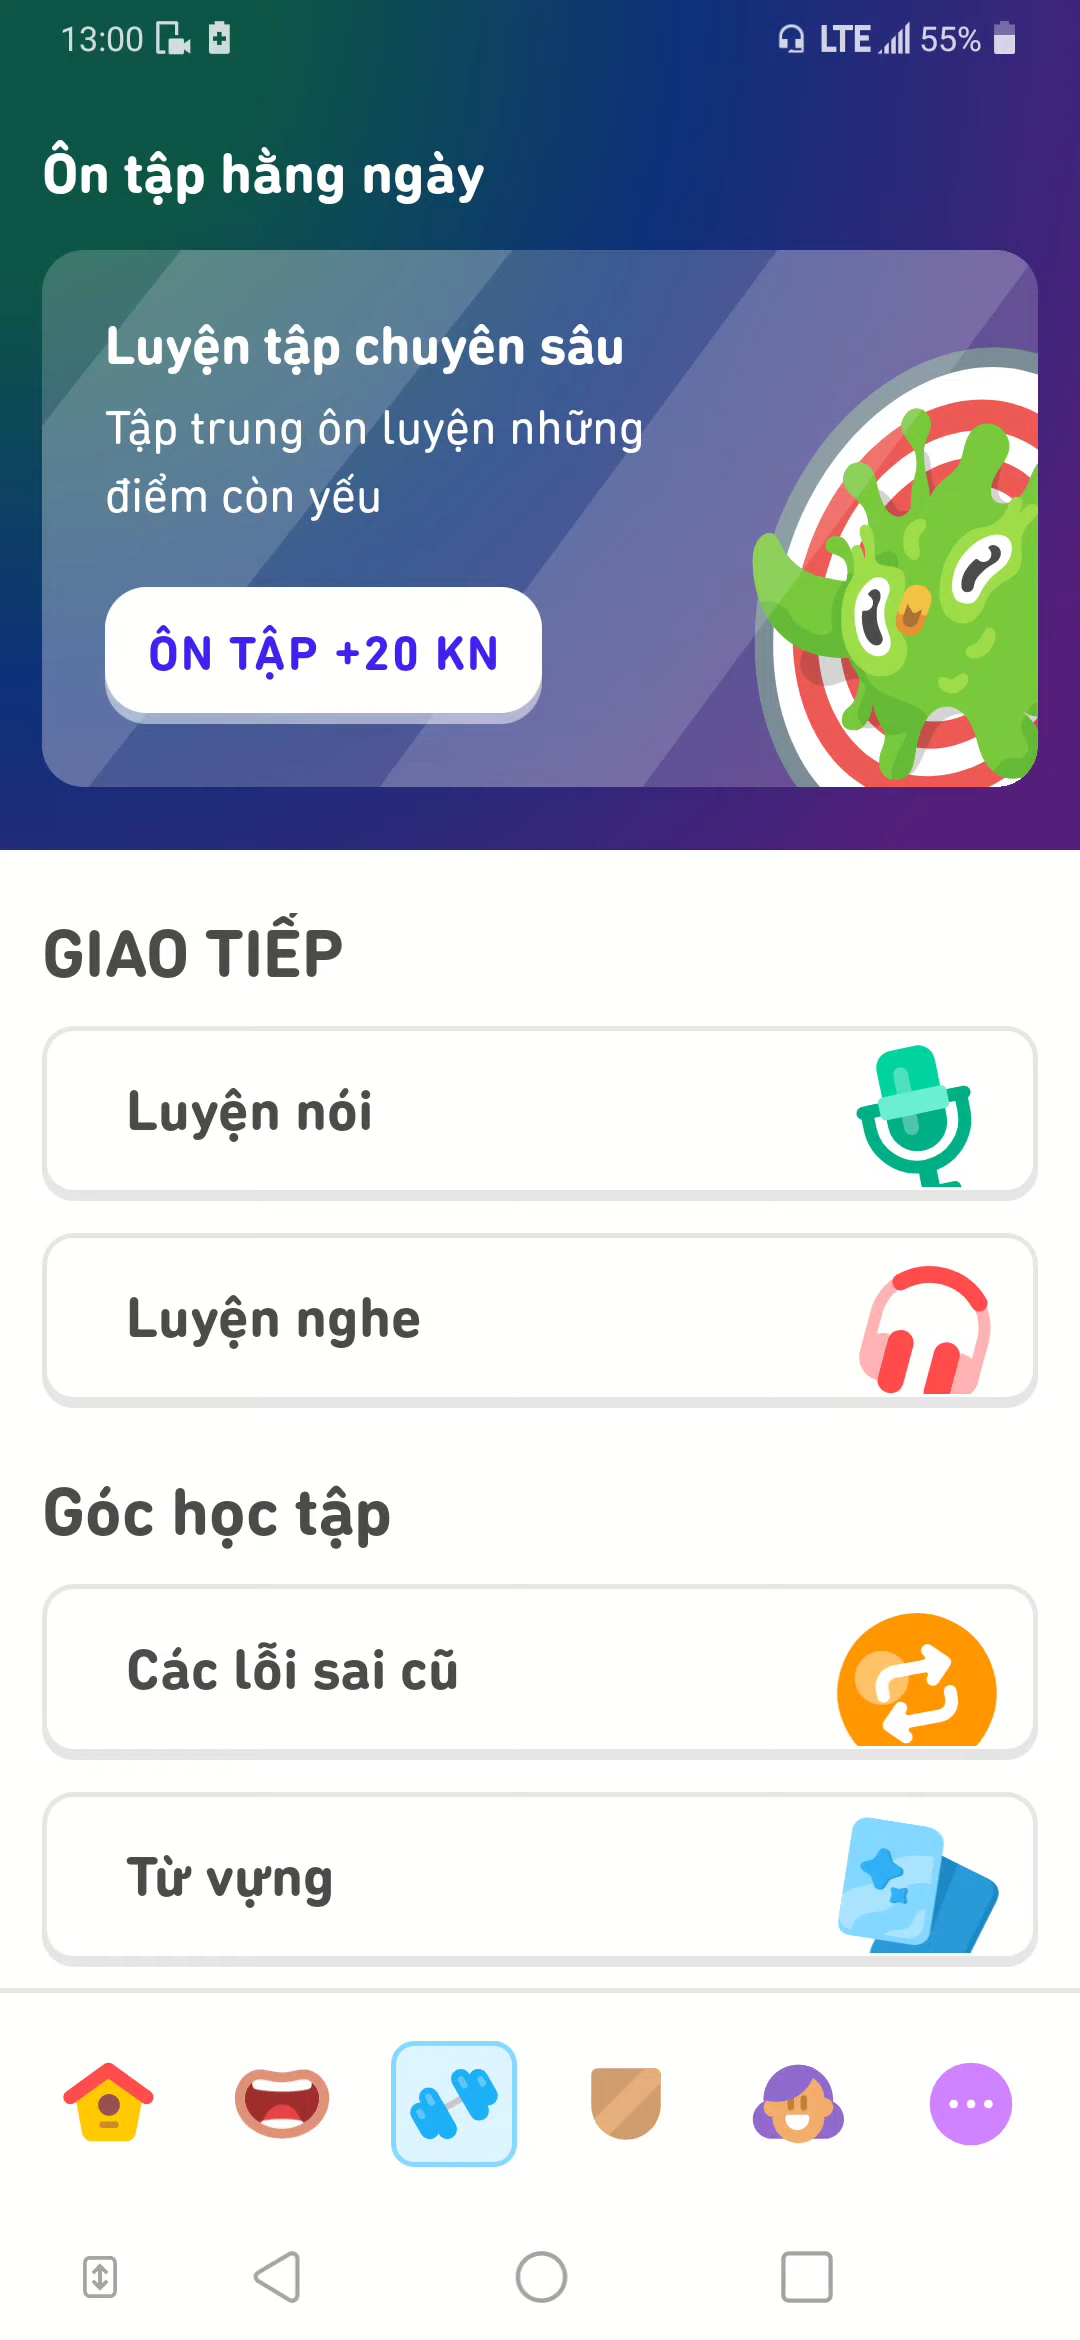 13:00 LTE 55%
Ôn tập hằng ngày
Luyện tập chuyên sâu
Tập trung ôn luyện những
điểm còn yếu
ÔN TẬP +20 KN
GIAO TIẾP
Luyện nói
Luyện nghe
Góc học tập
Các lỗi sai cũ
Từ vựng